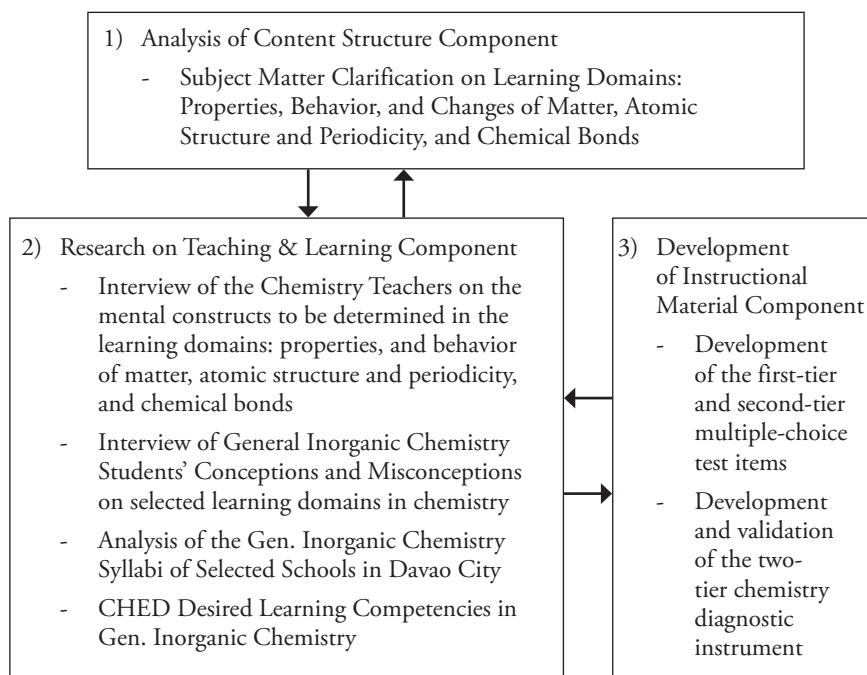 1) Analysis of Content Structure Component
- Subject Matter Clarification on Learning Domains:
Properties, Behavior, and Changes of Matter, Atomic
Structure and Periodicity, and Chemical Bonds
2) Research on Teaching & Learning Component
- Interview of the Chemistry Teachers on the
mental constructs to be determined in the
learning domains: properties, and behavior
of matter, atomic structure and periodicity,
and chemical bonds
- Interview of General Inorganic Chemistry
Students’ Conceptions and Misconceptions
on selected learning domains in chemistry
- Analysis of the Gen. Inorganic Chemistry
Syllabi of Selected Schools in Davao City
- CHED Desired Learning Competencies in
Gen. Inorganic Chemistry
3) Development
of Instructional
Material Component
- Development
of the first-tier
and second-tier
multiple-choice
test items
- Development
and validation
of the two-
tier chemistry
diagnostic
instrument